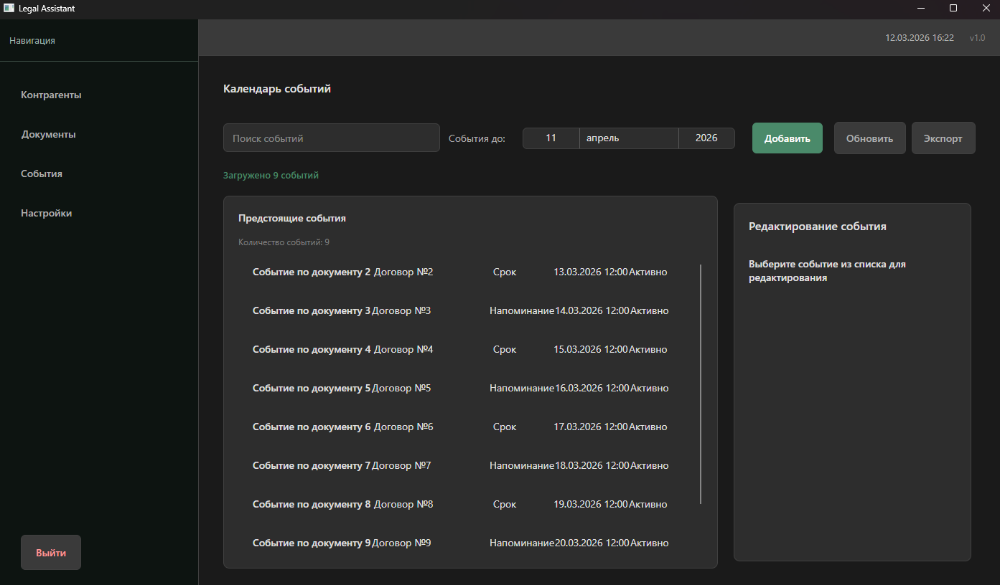 Legal Assistant
Навигация
12.03.2026 16:22 v1.0
Контрагенты
Документы
События
Настройки
Выйти
Календарь событий
Поиск событий События до: 11 апрель 2026 Добавить Обновить Экспорт
Загружено 9 событий
Предстоящие события
Количество событий: 9
Событие по документу 2 Договор №2 Срок 13.03.2026 12:00 Активно
Событие по документу 3 Договор №3 Напоминание 14.03.2026 12:00 Активно
Событие по документу 4 Договор №4 Срок 15.03.2026 12:00 Активно
Событие по документу 5 Договор №5 Напоминание 16.03.2026 12:00 Активно
Событие по документу 6 Договор №6 Срок 17.03.2026 12:00 Активно
Событие по документу 7 Договор №7 Напоминание 18.03.2026 12:00 Активно
Событие по документу 8 Договор №8 Срок 19.03.2026 12:00 Активно
Событие по документу 9 Договор №9 Напоминание 20.03.2026 12:00 Активно
Редактирование события
Выберите событие из списка для
редактирования